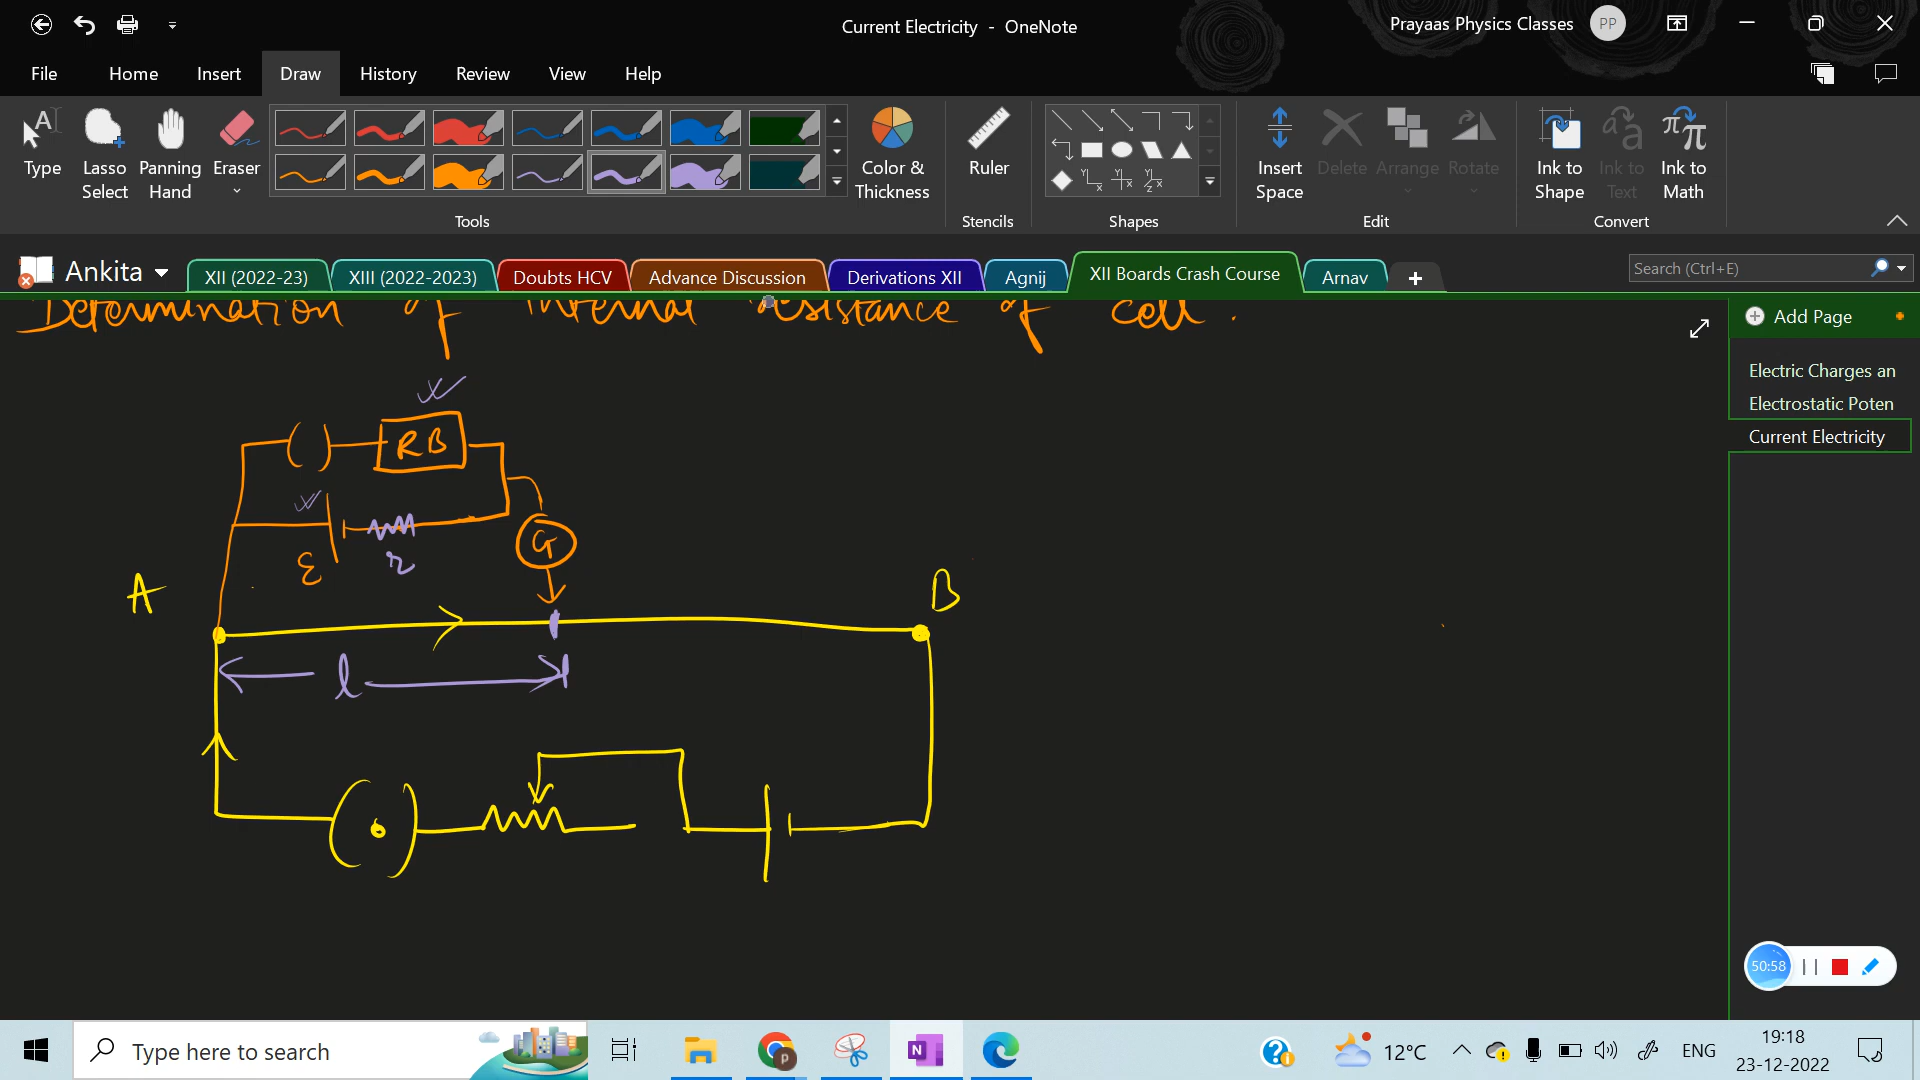 Current Electricity - OneNote
Prayaas Physics Classes PP
File Home Insert Draw History Review View Help
Type
Lasso Select
Panning Hand
Eraser
Color & Thickness
Ruler
Insert Space
Delete
Arrange
Rotate
Ink to Shape
Ink to Text
Ink to Math
Tools Stencils Shapes Edit Convert
Ankita XII (2022-23) XIII (2022-2023) Doubts HCV Advance Discussion Derivations XII Agnij XII Boards Crash Course Arnav + Search (Ctrl+E)
Determination of internal resistance of cell.
Add Page
Electric Charges an
Electrostatic Poten
Current Electricity
RB
ε r G
A B
l
50:58
Type here to search
12°C ENG
19:18
23-12-2022